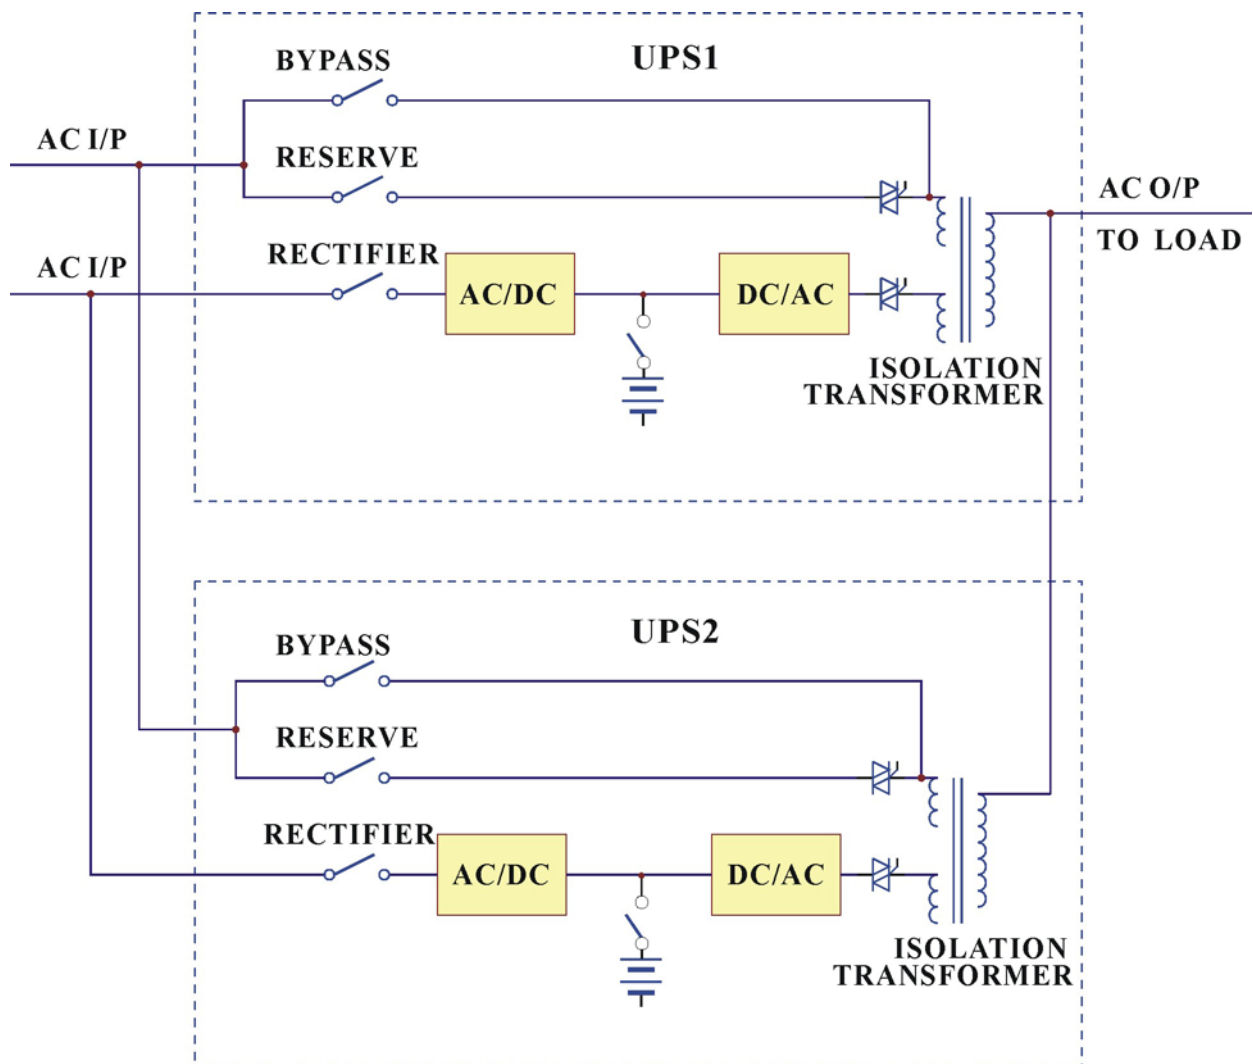 UPS1
BYPASS
AC I/P
RESERVE
AC O/P
TO LOAD
RECTIFIER
AC I/P
AC/DC
DC/AC
ISOLATION
TRANSFORMER
UPS2
BYPASS
RESERVE
RECTIFIER
AC/DC
DC/AC
ISOLATION
TRANSFORMER